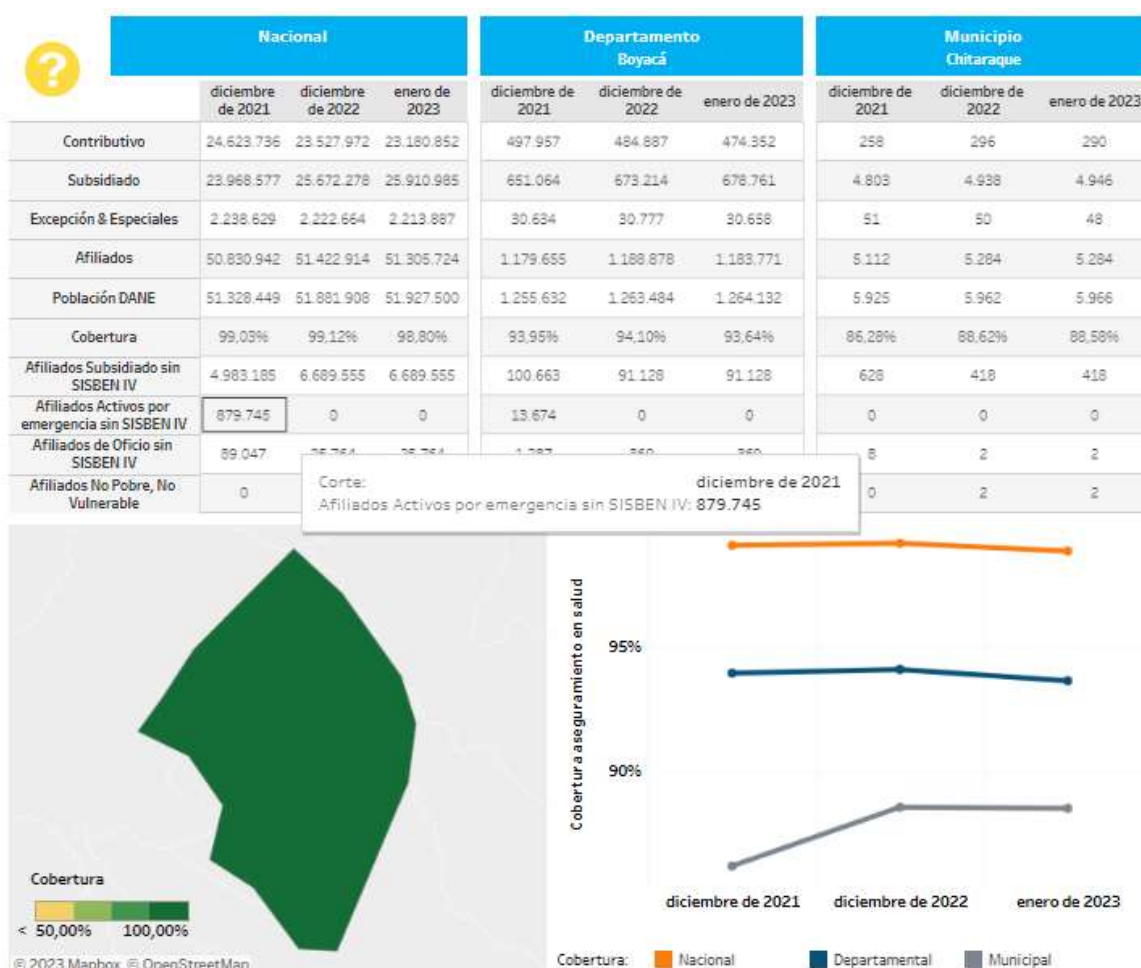 ?
Nacional
Departamento
Boyacá
Municipio
Chitaraque
diciembre de 2021 diciembre de 2022 enero de 2023 diciembre de 2021 diciembre de 2022 enero de 2023 diciembre de 2021 diciembre de 2022 enero de 2023
Contributivo 24.623.736 23.527.972 23.180.852 497.957 484.887 474.352 258 296 290
Subsidiado 23.968.577 25.672.278 25.910.985 651.064 673.214 678.761 4.803 4.938 4.946
Excepción & Especiales 2.238.629 2.222.664 2.213.887 30.634 30.777 30.658 51 50 48
Afiliados 50.830.942 51.422.914 51.305.724 1.179.655 1.188.878 1.183.771 5.112 5.284 5.284
Población DANE 51.328.449 51.881.908 51.927.500 1.255.632 1.263.484 1.264.132 5.925 5.962 5.966
Cobertura 99,03% 99,12% 98,80% 93,95% 94,10% 93,64% 86,28% 88,62% 88,58%
Afiliados Subsidiado sin SISBEN IV 4.983.185 6.689.555 6.689.555 100.663 91.128 91.128 628 418 418
Afiliados Activos por emergencia sin SISBEN IV 879.745 0 0 13.674 0 0 0 0 0
Afiliados de Oficio sin SISBEN IV 89.047 8 2 2
Afiliados No Pobre, No Vulnerable 0 0 2 2
Corte: diciembre de 2021
Afiliados Activos por emergencia sin SISBEN IV: 879.745
Cobertura
< 50,00% 100,00%
© 2023 Mapbox © OpenStreetMap
Cobertura aseguramiento en salud
95%
90%
diciembre de 2021 diciembre de 2022 enero de 2023
Cobertura: Nacional Departamental Municipal